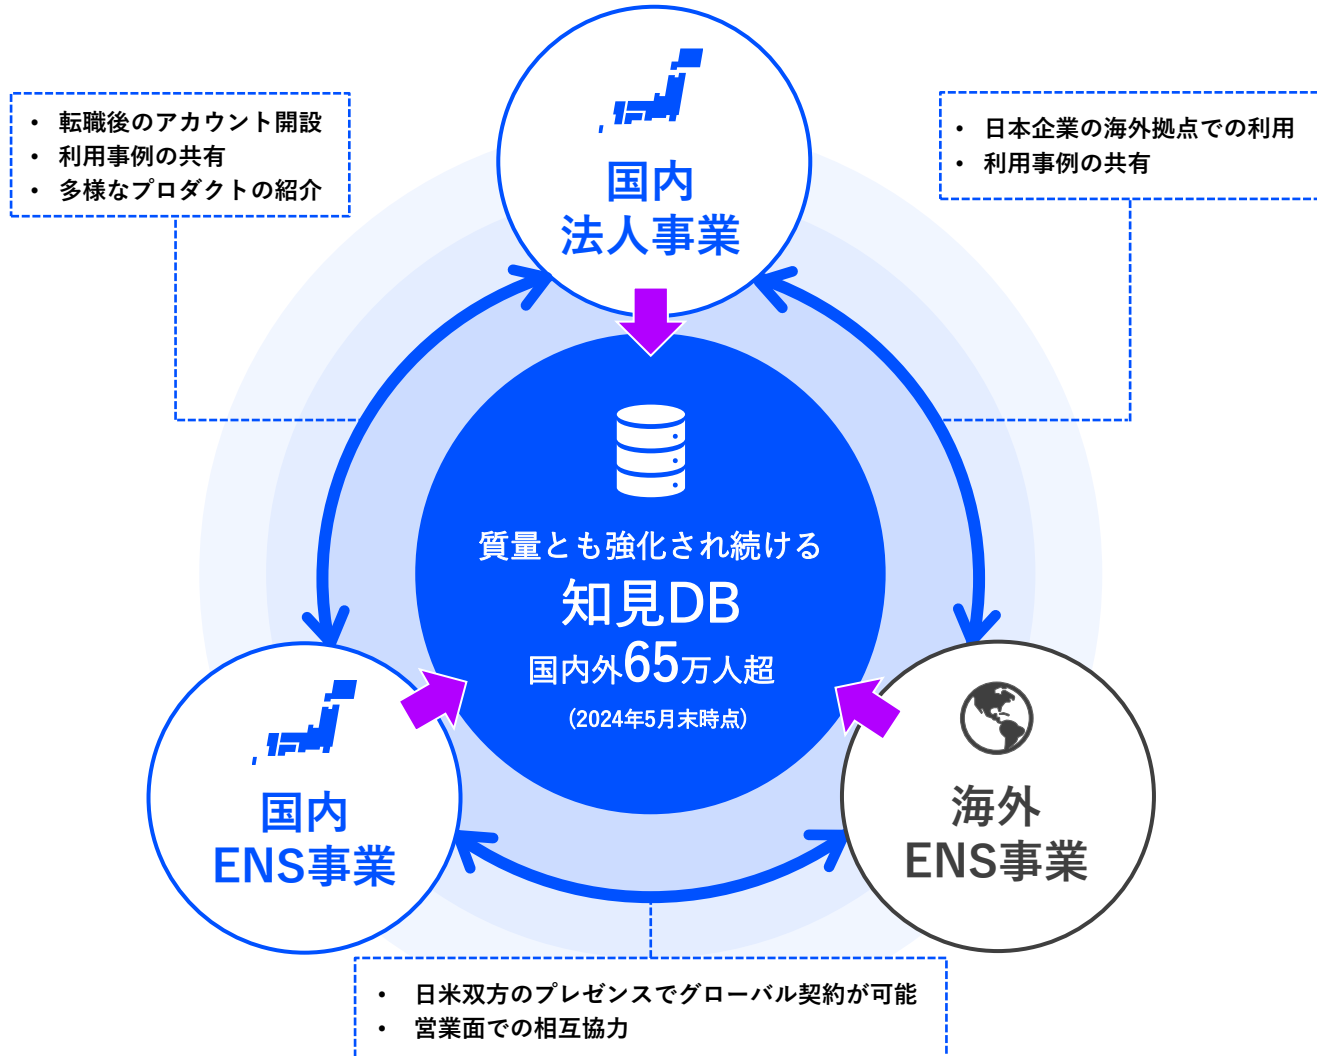 国内
法人事業
• 転職後のアカウント開設
• 利用事例の共有
• 多様なプロダクトの紹介
• 日本企業の海外拠点での利用
• 利用事例の共有
質量とも強化され続ける
知見DB
国内外65万人超
(2024年5月末時点)
国内
ENS事業
海外
ENS事業
• 日米双方のプレゼンスでグローバル契約が可能
• 営業面での相互協力